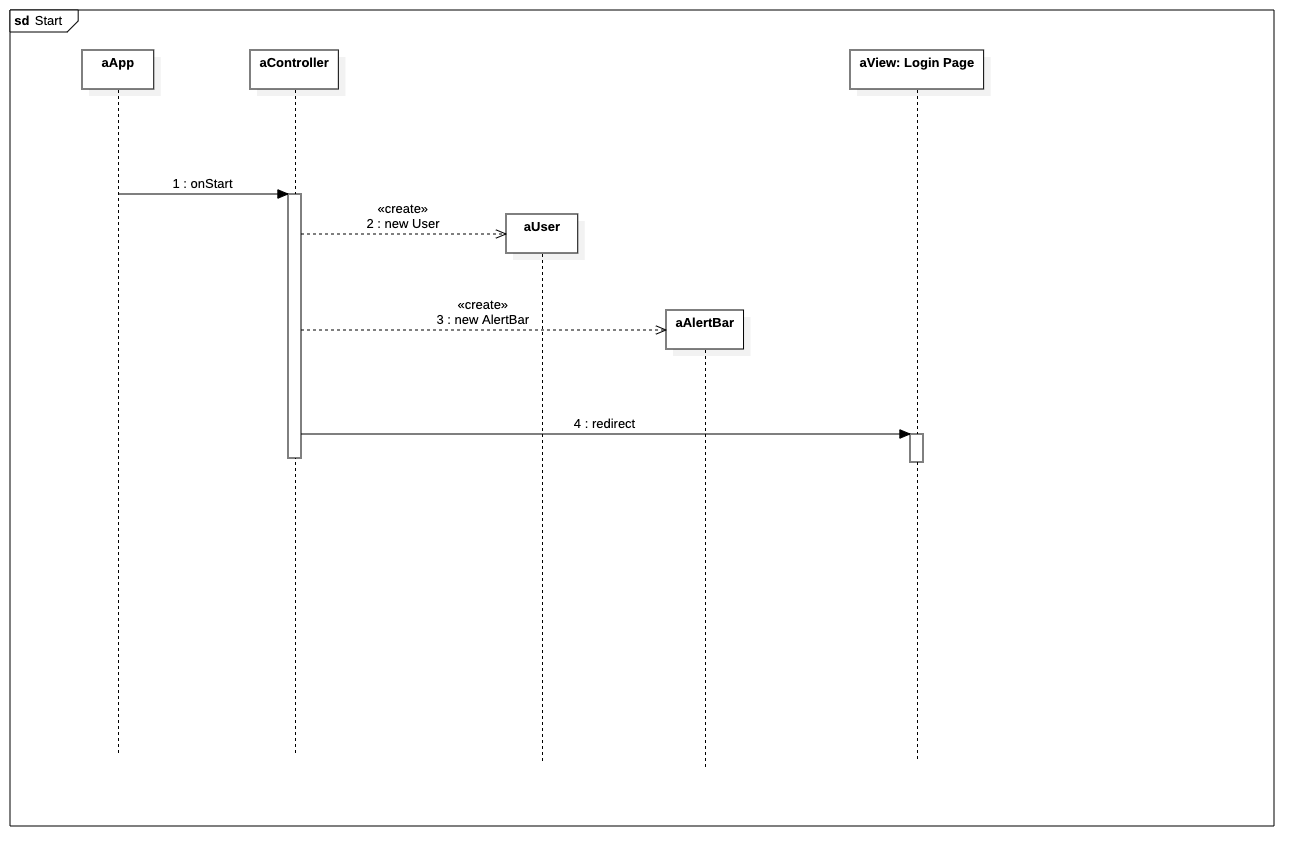 sd Start
aApp
aController
aView: Login Page
1 : onStart
«create»
2 : new User
aUser
«create»
3 : new AlertBar
aAlertBar
4 : redirect